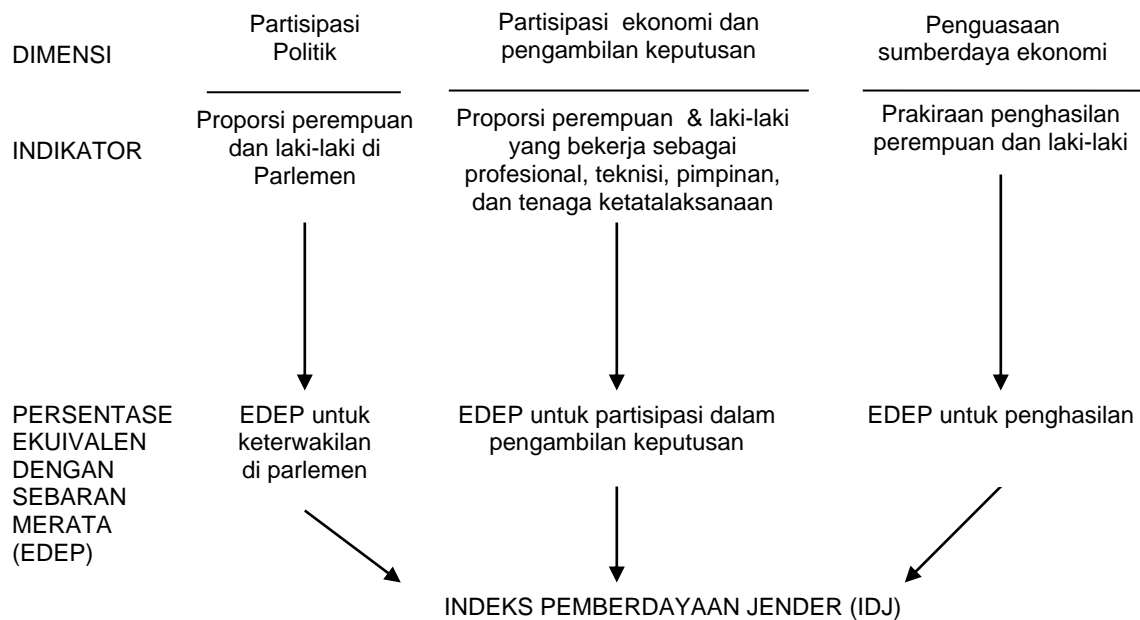 DIMENSI
Partisipasi
Politik
Partisipasi ekonomi dan
pengambilan keputusan
Penguasaan
sumberdaya ekonomi
INDIKATOR
Proporsi perempuan
dan laki-laki di
Parlemen
Proporsi perempuan & laki-laki
yang bekerja sebagai
profesional, teknisi, pimpinan,
dan tenaga ketatalaksanaan
Prakiraan penghasilan
perempuan dan laki-laki
PERSENTASE
EKUIVALEN
DENGAN
SEBARAN
MERATA
(EDEP)
EDEP untuk
keterwakilan
di parlemen
EDEP untuk partisipasi dalam
pengambilan keputusan
EDEP untuk penghasilan
INDEKS PEMBERDAYAAN JENDER (IDJ)